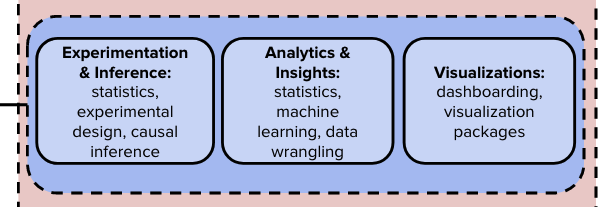 Experimentation
& Inference:
statistics,
experimental
design, causal
inference
Analytics &
Insights:
statistics,
machine
learning, data
wrangling
Visualizations:
dashboarding,
visualization
packages